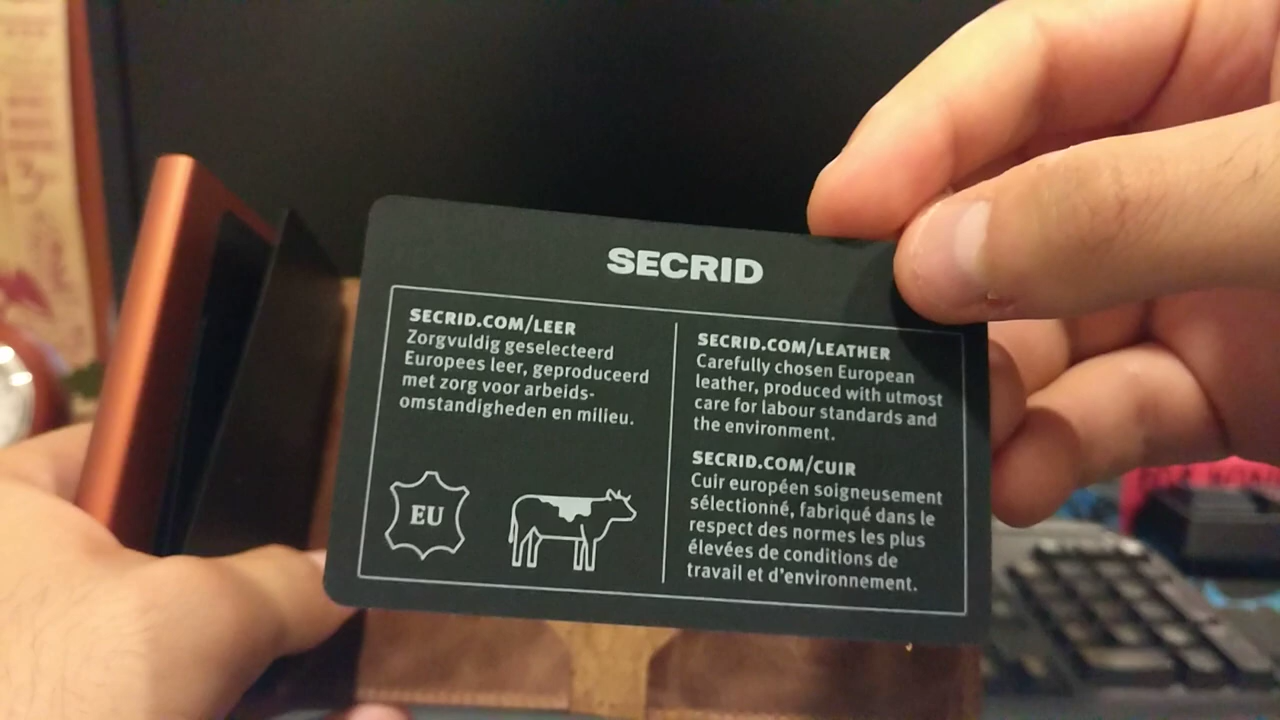 SECRID
SECRID.COM/LEER
Zorgvuldig geselecteerd
Europees leer, geproduceerd
met zorg voor arbeids-
omstandigheden en milieu.
EU
SECRID.COM/LEATHER
Carefully chosen European
leather, produced with utmost
care for labour standards and
the environment.
SECRID.COM/CUIR
Cuir européen soigneusement
sélectionné, fabriqué dans le
respect des normes les plus
élevées de conditions de
travail et d'environnement.